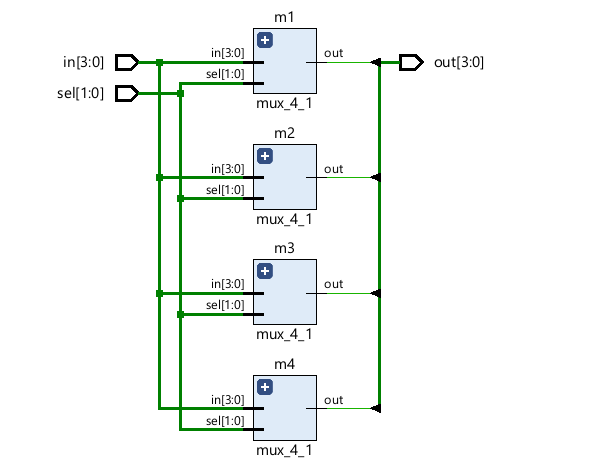 m1
in[3:0] in[3:0] out out[3:0]
sel[1:0] sel[1:0]
mux_4_1
m2
in[3:0] out
sel[1:0]
mux_4_1
m3
in[3:0] out
sel[1:0]
mux_4_1
m4
in[3:0] out
sel[1:0]
mux_4_1